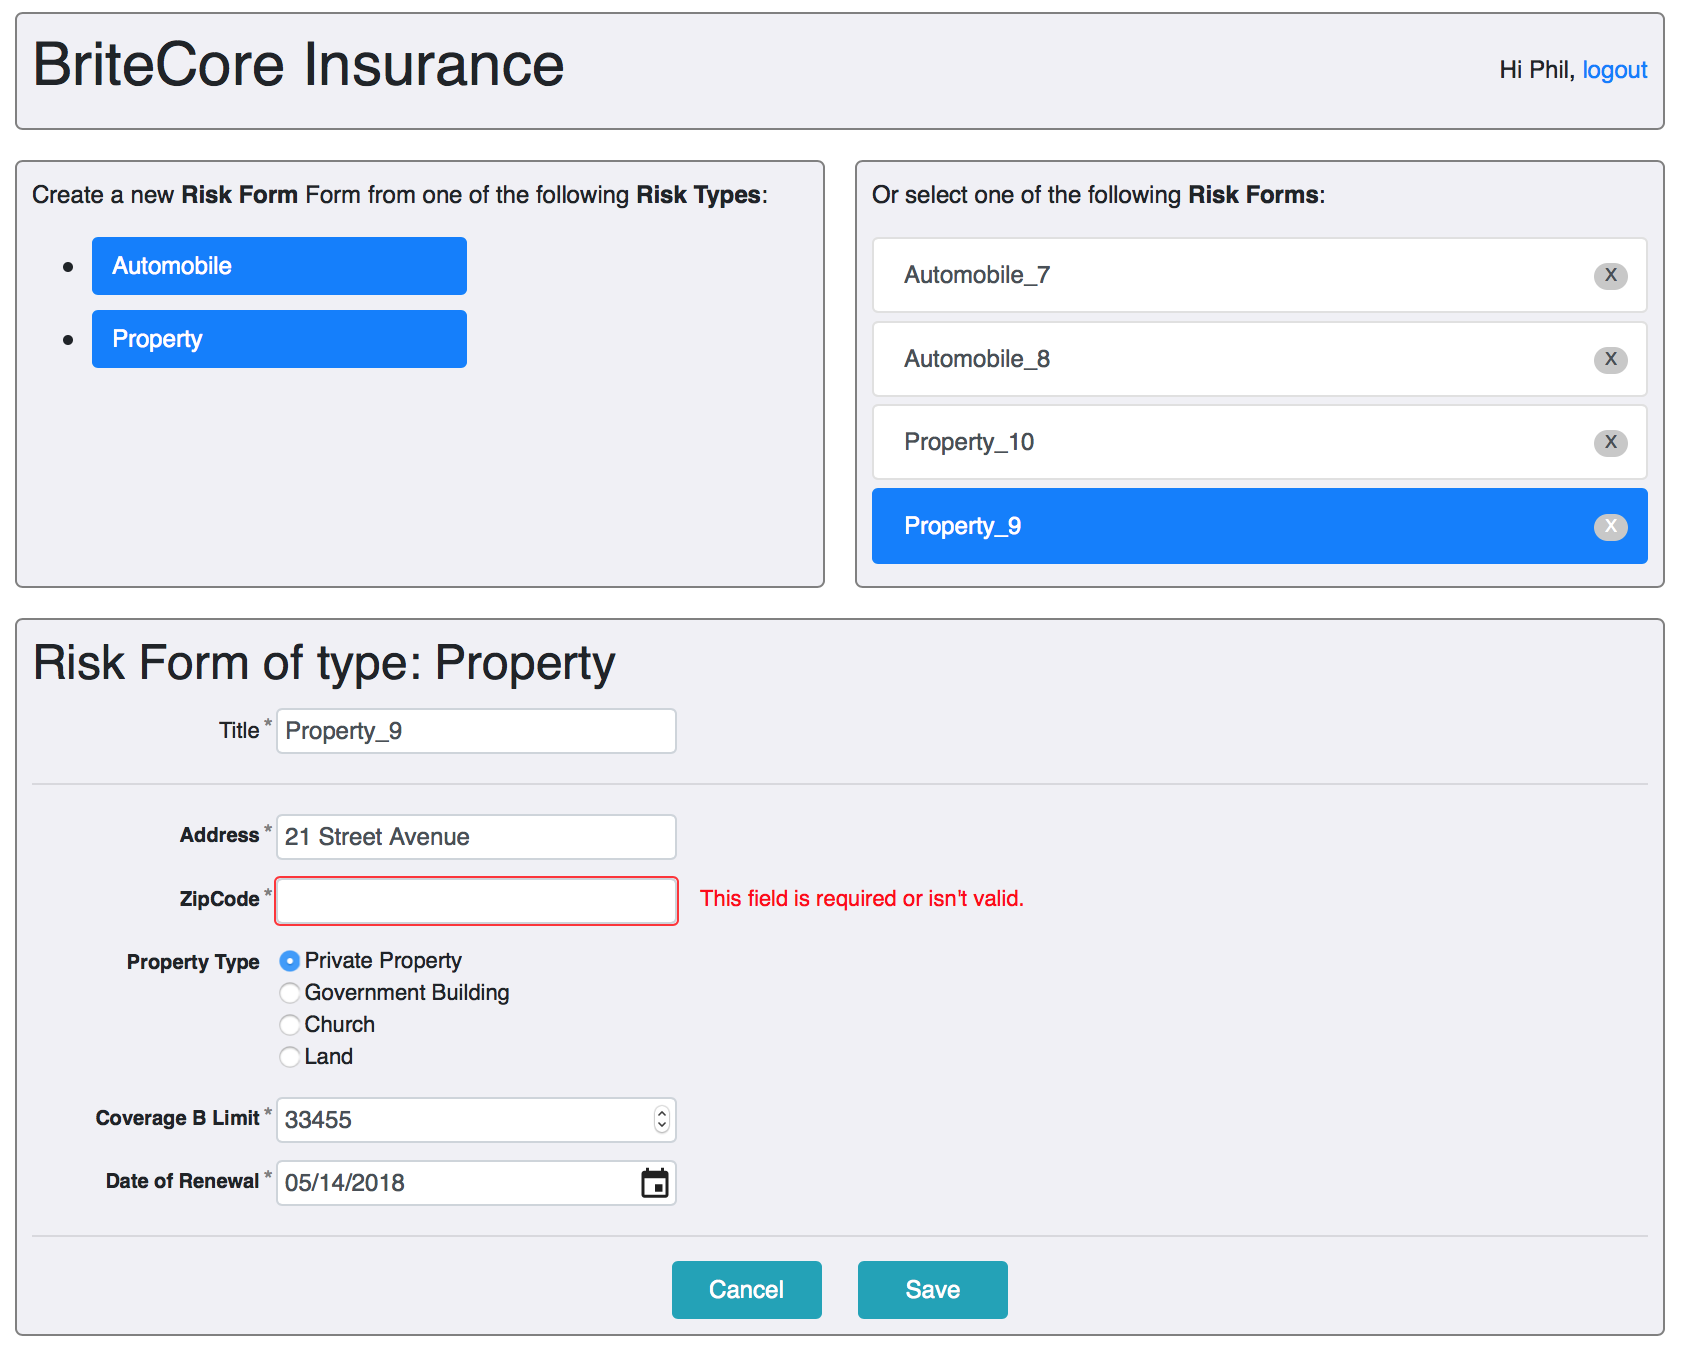 BriteCore Insurance
Hi Phil, logout
Create a new Risk Form Form from one of the following Risk Types:
Automobile
Property
Or select one of the following Risk Forms:
Automobile_7 X
Automobile_8 X
Property_10 X
Property_9 X
Risk Form of type: Property
Title * Property_9
Address * 21 Street Avenue
ZipCode * This field is required or isn't valid.
Property Type Private Property
Government Building
Church
Land
Coverage B Limit * 33455
Date of Renewal * 05/14/2018
Cancel Save